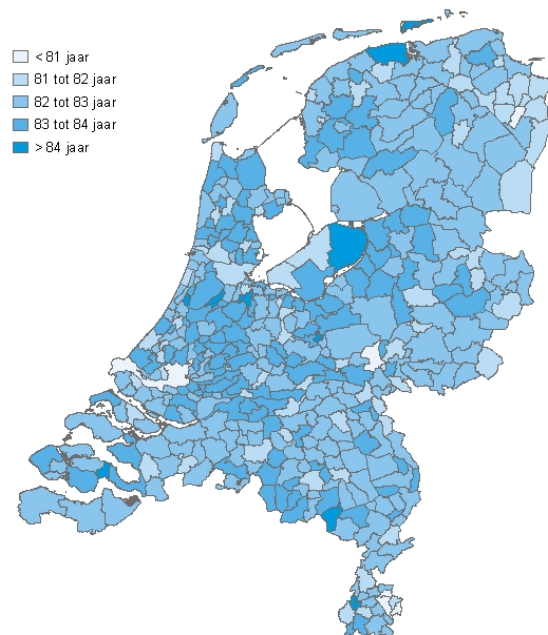 < 81 jaar
81 tot 82 jaar
82 tot 83 jaar
83 tot 84 jaar
> 84 jaar